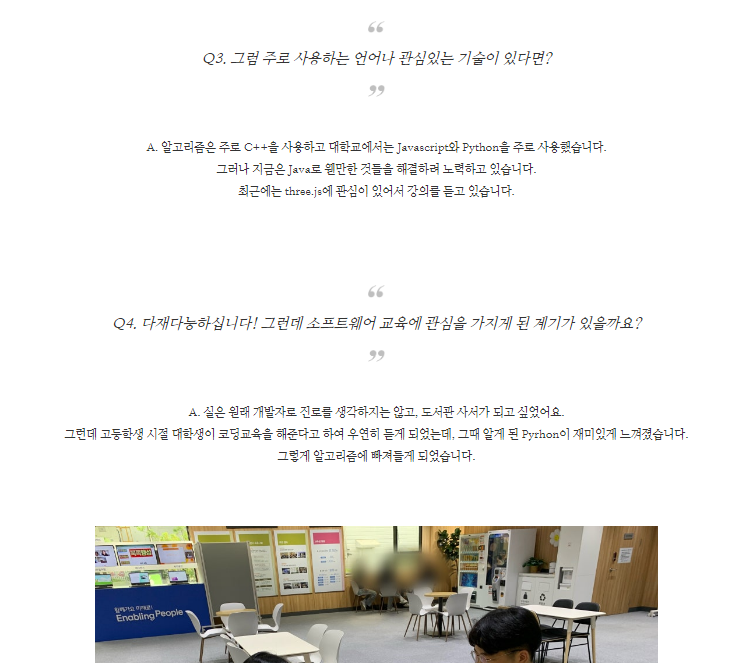 “
Q3. 그럼 주로 사용하는 언어나 관심있는 기술이 있다면?
”
A. 알고리즘은 주로 C++을 사용하고 대학교에서는 Javascript와 Python을 주로 사용했습니다.
그러나 지금은 Java로 웬만한 것들을 해결하려 노력하고 있습니다.
최근에는 three.js에 관심이 있어서 강의를 듣고 있습니다.
“
Q4. 다재다능하십니다! 그런데 소프트웨어 교육에 관심을 가지게 된 계기가 있을까요?
”
A. 실은 원래 개발자로 진로를 생각하지는 않고, 도서관 사서가 되고 싶었어요.
그런데 고등학생 시절 대학생이 코딩교육을 해준다고 하여 우연히 듣게 되었는데, 그때 알게 된 Pyrhon이 재미있게 느껴졌습니다.
그렇게 알고리즘에 빠져들게 되었습니다.
함께가요 미래로!
Enabling People